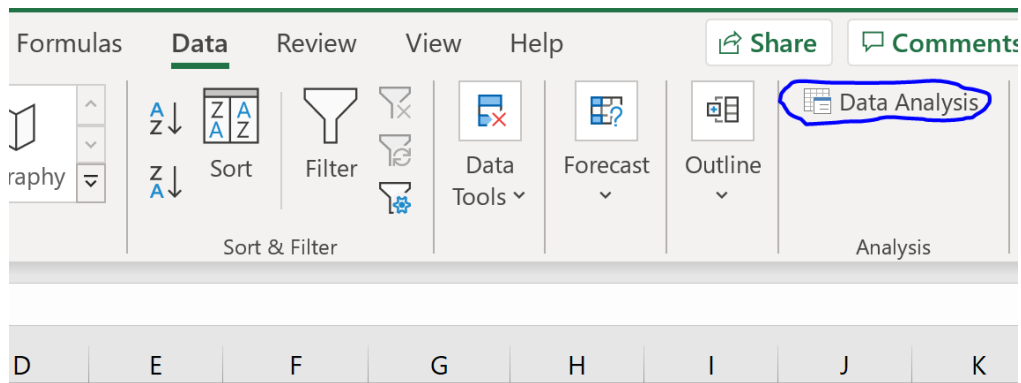 Formulas Data Review View Help Share Comments
Data Analysis
raphy Sort Filter Data Tools Forecast Outline
Sort & Filter Analysis
D E F G H I J K